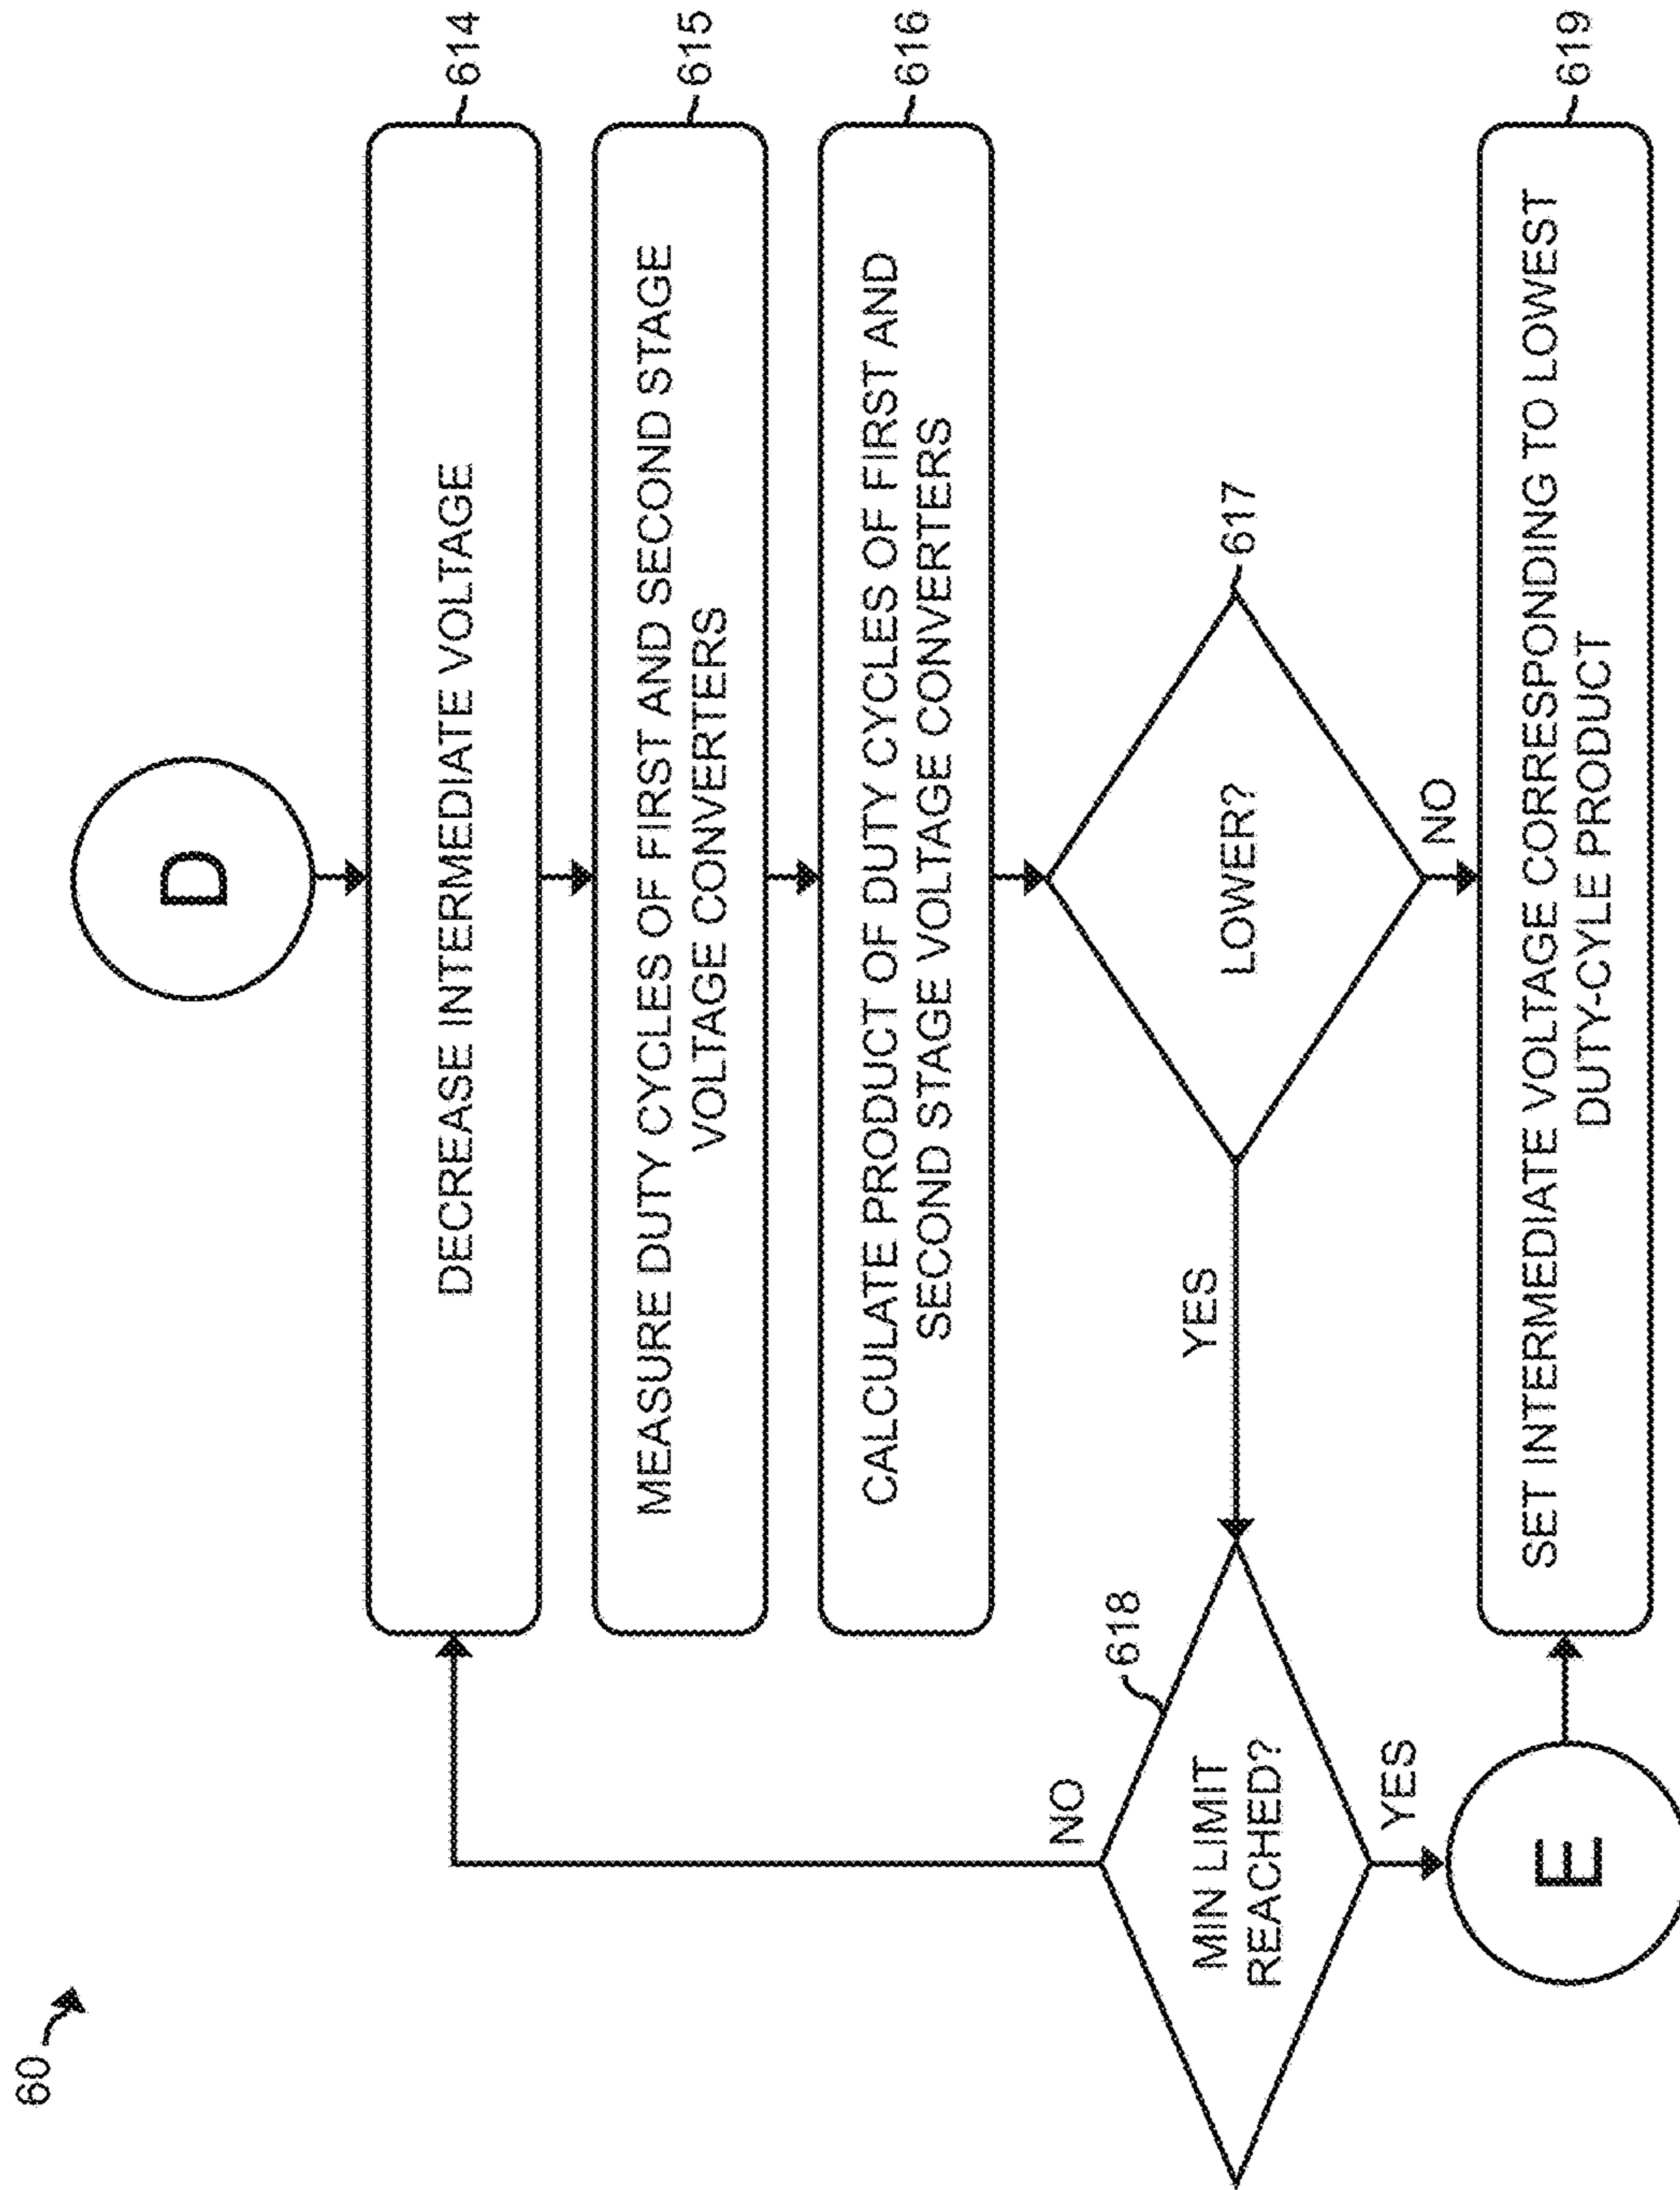 60
D
DECREASE INTERMEDIATE VOLTAGE
614
MEASURE DUTY CYCLES OF FIRST AND SECOND STAGE
VOLTAGE CONVERTERS
615
CALCULATE PRODUCT OF DUTY CYCLES OF FIRST AND
SECOND STAGE VOLTAGE CONVERTERS
616
LOWER?
617
YES
NO
MIN LIMIT
REACHED?
618
NO
YES
E
SET INTERMEDIATE VOLTAGE CORRESPONDING TO LOWEST
DUTY-CYLE PRODUCT
619